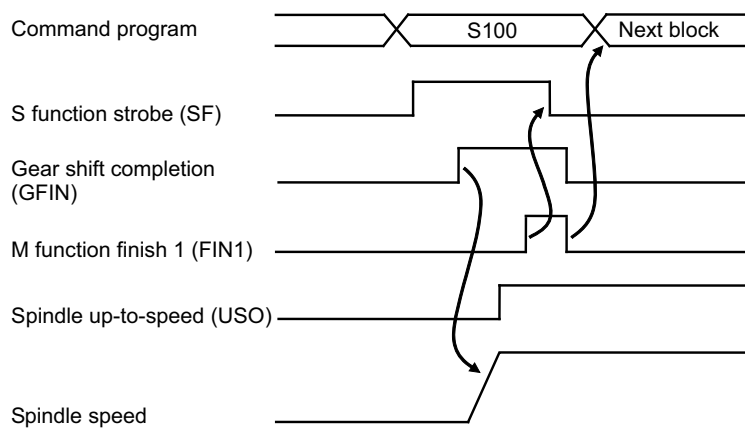 Command program
S100
Next block
S function strobe (SF)
Gear shift completion
(GFIN)
M function finish 1 (FIN1)
Spindle up-to-speed (USO)
Spindle speed